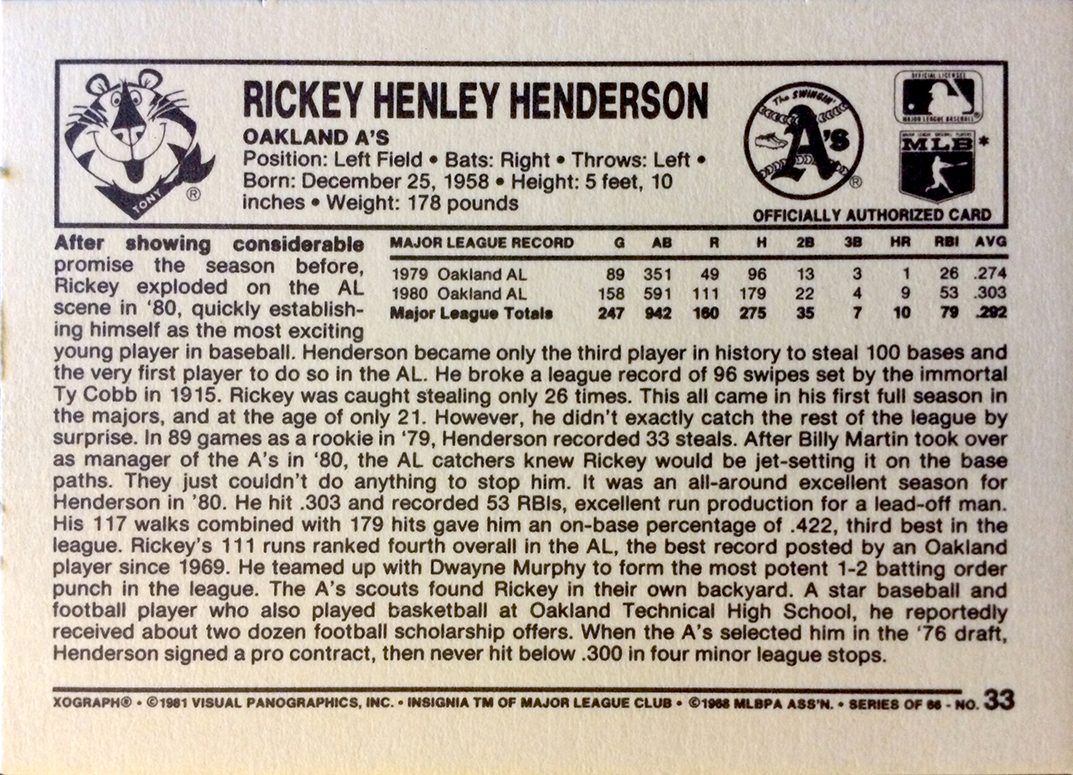 TONY
®
RICKEY HENLEY HENDERSON
OAKLAND A'S
Position: Left Field • Bats: Right • Throws: Left •
Born: December 25, 1958 • Height: 5 feet, 10
inches • Weight: 178 pounds
The SWINGIN'
A's
®
OFFICIAL LICENSEE
MAJOR LEAGUE BASEBALL
MAJOR LEAGUE BASEBALL PLAYERS
MLB *
OFFICIALLY AUTHORIZED CARD
MAJOR LEAGUE RECORD G AB R H 2B 3B HR RBI AVG
1979 Oakland AL 89 351 49 96 13 3 1 26 .274
1980 Oakland AL 158 591 111 179 22 4 9 53 .303
Major League Totals 247 942 160 275 35 7 10 79 .292
After showing considerable
promise the season before,
Rickey exploded on the AL
scene in '80, quickly establish-
ing himself as the most exciting
young player in baseball. Henderson became only the third player in history to steal 100 bases and
the very first player to do so in the AL. He broke a league record of 96 swipes set by the immortal
Ty Cobb in 1915. Rickey was caught stealing only 26 times. This all came in his first full season in
the majors, and at the age of only 21. However, he didn't exactly catch the rest of the league by
surprise. In 89 games as a rookie in '79, Henderson recorded 33 steals. After Billy Martin took over
as manager of the A's in '80, the AL catchers knew Rickey would be jet-setting it on the base
paths. They just couldn't do anything to stop him. It was an all-around excellent season for
Henderson in '80. He hit .303 and recorded 53 RBIs, excellent run production for a lead-off man.
His 117 walks combined with 179 hits gave him an on-base percentage of .422, third best in the
league. Rickey's 111 runs ranked fourth overall in the AL, the best record posted by an Oakland
player since 1969. He teamed up with Dwayne Murphy to form the most potent 1-2 batting order
punch in the league. The A's scouts found Rickey in their own backyard. A star baseball and
football player who also played basketball at Oakland Technical High School, he reportedly
received about two dozen football scholarship offers. When the A's selected him in the '76 draft,
Henderson signed a pro contract, then never hit below .300 in four minor league stops.
XOGRAPH® • ©1981 VISUAL PANOGRAPHICS, INC. • INSIGNIA TM OF MAJOR LEAGUE CLUB • ©1968 MLBPA ASS'N. • SERIES OF 66 - NO. 33